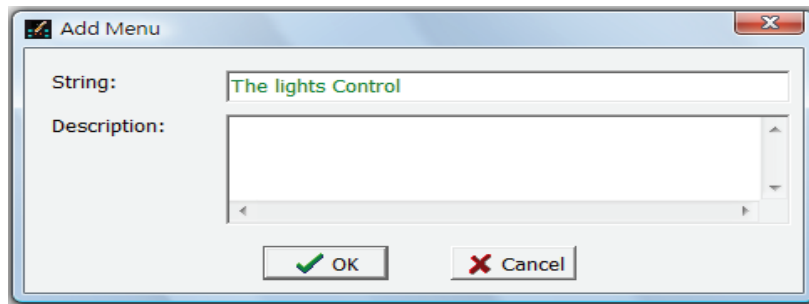 Add Menu
String:
The lights Control
Description:
OK
Cancel